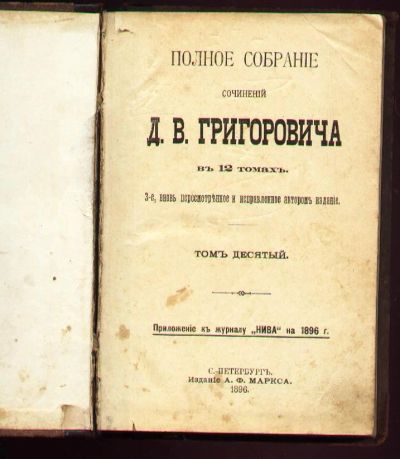 ПОЛНОЕ СОБРАНІЕ
СОЧИНЕНІЙ
Д. В. ГРИГОРОВИЧА
въ 12 томахъ.
3-е, вновь пересмотрѣнное и исправленное авторомъ изданіе.
ТОМЪ ДЕСЯТЫЙ.
Приложеніе къ журналу „НИВА“ на 1896 г.
С.-ПЕТЕРБУРГЪ.
Изданіе А. Ф. МАРКСА.
1896.